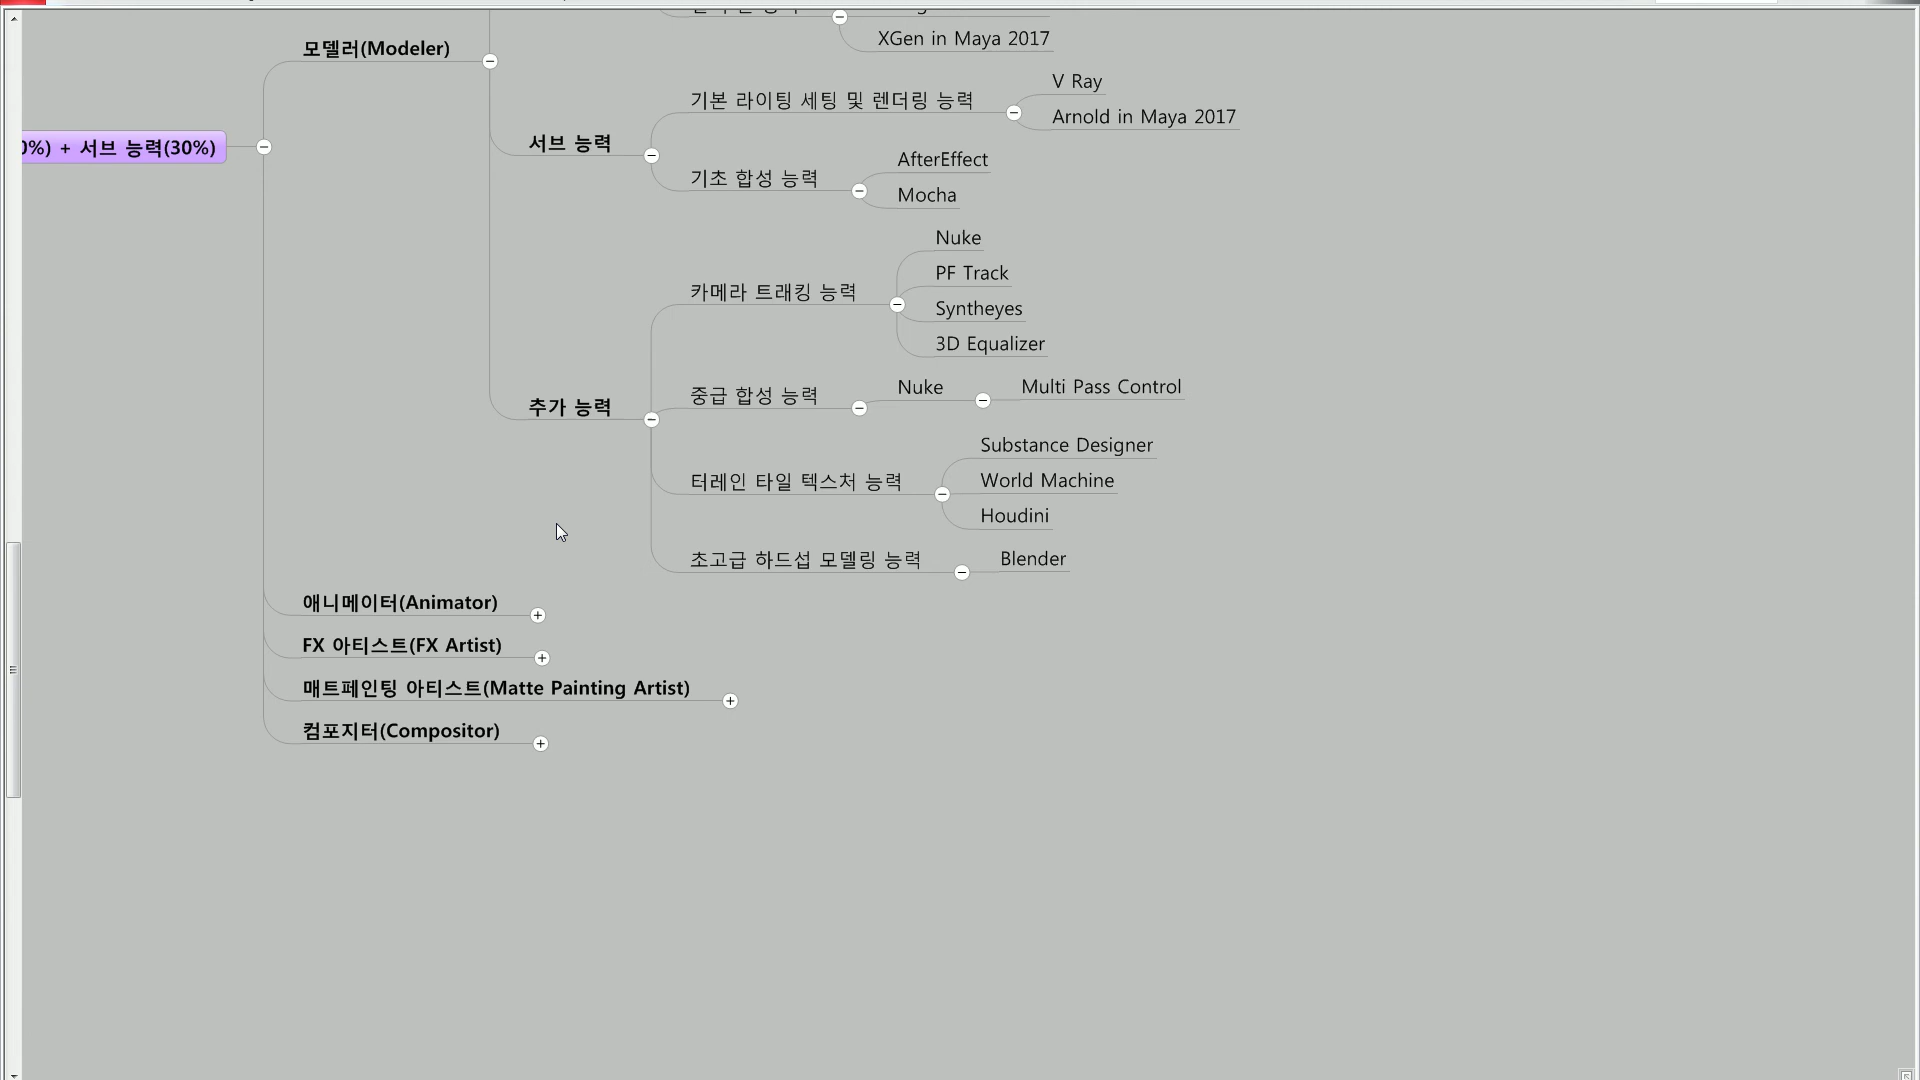 XGen in Maya 2017
모델러(Modeler)
V Ray
기본 라이팅 세팅 및 렌더링 능력
Arnold in Maya 2017
서브 능력
0%) + 서브 능력(30%)
AfterEffect
기초 합성 능력
Mocha
Nuke
PF Track
카메라 트래킹 능력
Syntheyes
3D Equalizer
중급 합성 능력
Nuke
Multi Pass Control
추가 능력
Substance Designer
터레인 타일 텍스처 능력
World Machine
Houdini
초고급 하드섭 모델링 능력
Blender
애니메이터(Animator)
FX 아티스트(FX Artist)
매트페인팅 아티스트(Matte Painting Artist)
컴포지터(Compositor)